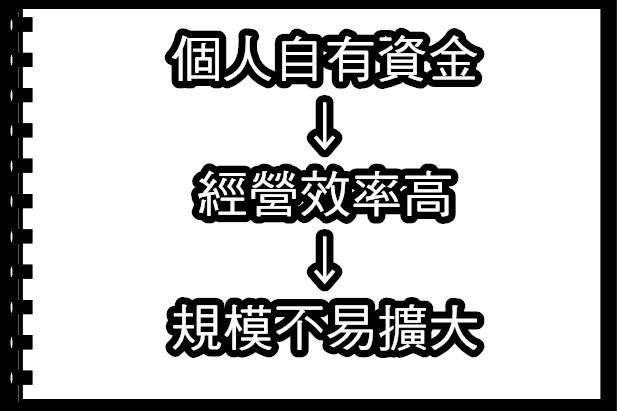 個人自有資金
↓
經營效率高
↓
規模不易擴大